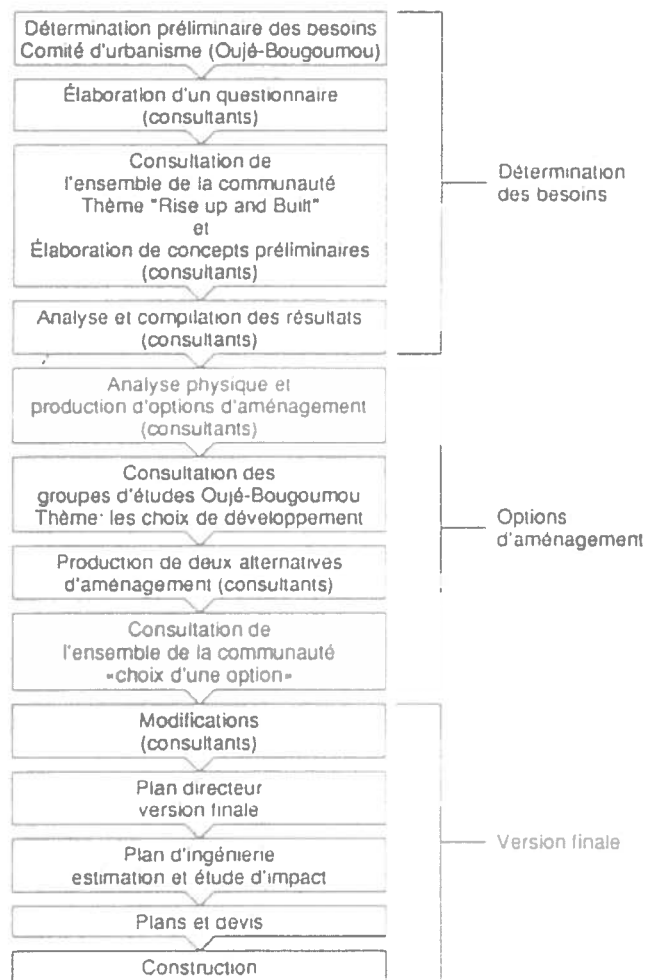 Détermination préliminaire des besoins
Comité d'urbanisme (Oujé-Bougoumou)
Élaboration d'un questionnaire
(consultants)
Consultation de
l'ensemble de la communauté
Thème "Rise up and Built"
et
Élaboration de concepts préliminaires
(consultants)
Analyse et compilation des résultats
(consultants)
Détermination
des besoins
Analyse physique et
production d'options d'aménagement
(consultants)
Consultation des
groupes d'études Oujé-Bougoumou
Thème: les choix de développement
Production de deux alternatives
d'aménagement (consultants)
Consultation de
l'ensemble de la communauté
«choix d'une option»
Options
d'aménagement
Modifications
(consultants)
Plan directeur
version finale
Plan d'ingénierie
estimation et étude d'impact
Plans et devis
Construction
Version finale